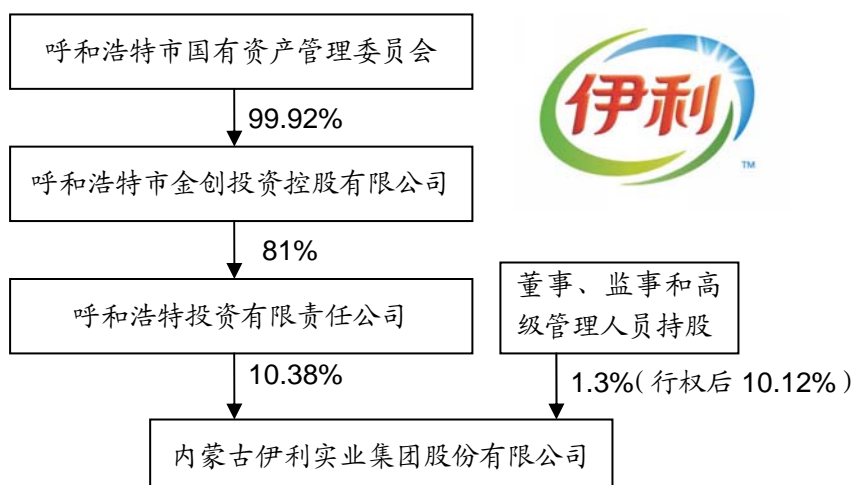 呼和浩特市国有资产管理委员会
伊利
TM
99.92%
呼和浩特市金创投资控股有限公司
81%
呼和浩特投资有限责任公司
董事、监事和高
级管理人员持股
10.38%
1.3%(行权后 10.12%)
内蒙古伊利实业集团股份有限公司